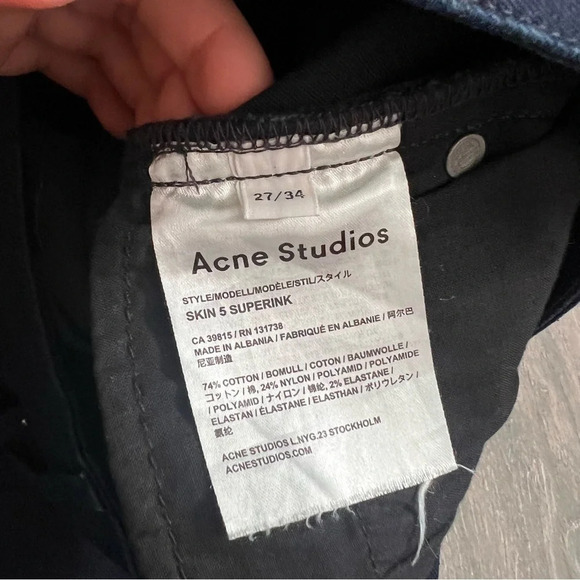 27/34
Acne Studios
STYLE/MODELL/MODÈLE/STIL/スタイル
SKIN 5 SUPERINK
CA 39815 / RN 131738
MADE IN ALBANIA / FABRIQUÉ EN ALBANIE / 阿尔巴
尼亚制造
74% COTTON / BOMULL / COTON / BAUMWOLLE /
コットン / 棉, 24% NYLON / POLYAMID / POLYAMIDE
/ POLYAMID / ナイロン / 锦纶, 2% ELASTANE /
ELASTAN / ÉLASTANE / ELASTHAN / ポリウレタン /
氨纶
ACNE STUDIOS L.NYG.23 STOCKHOLM
ACNESTUDIOS.COM